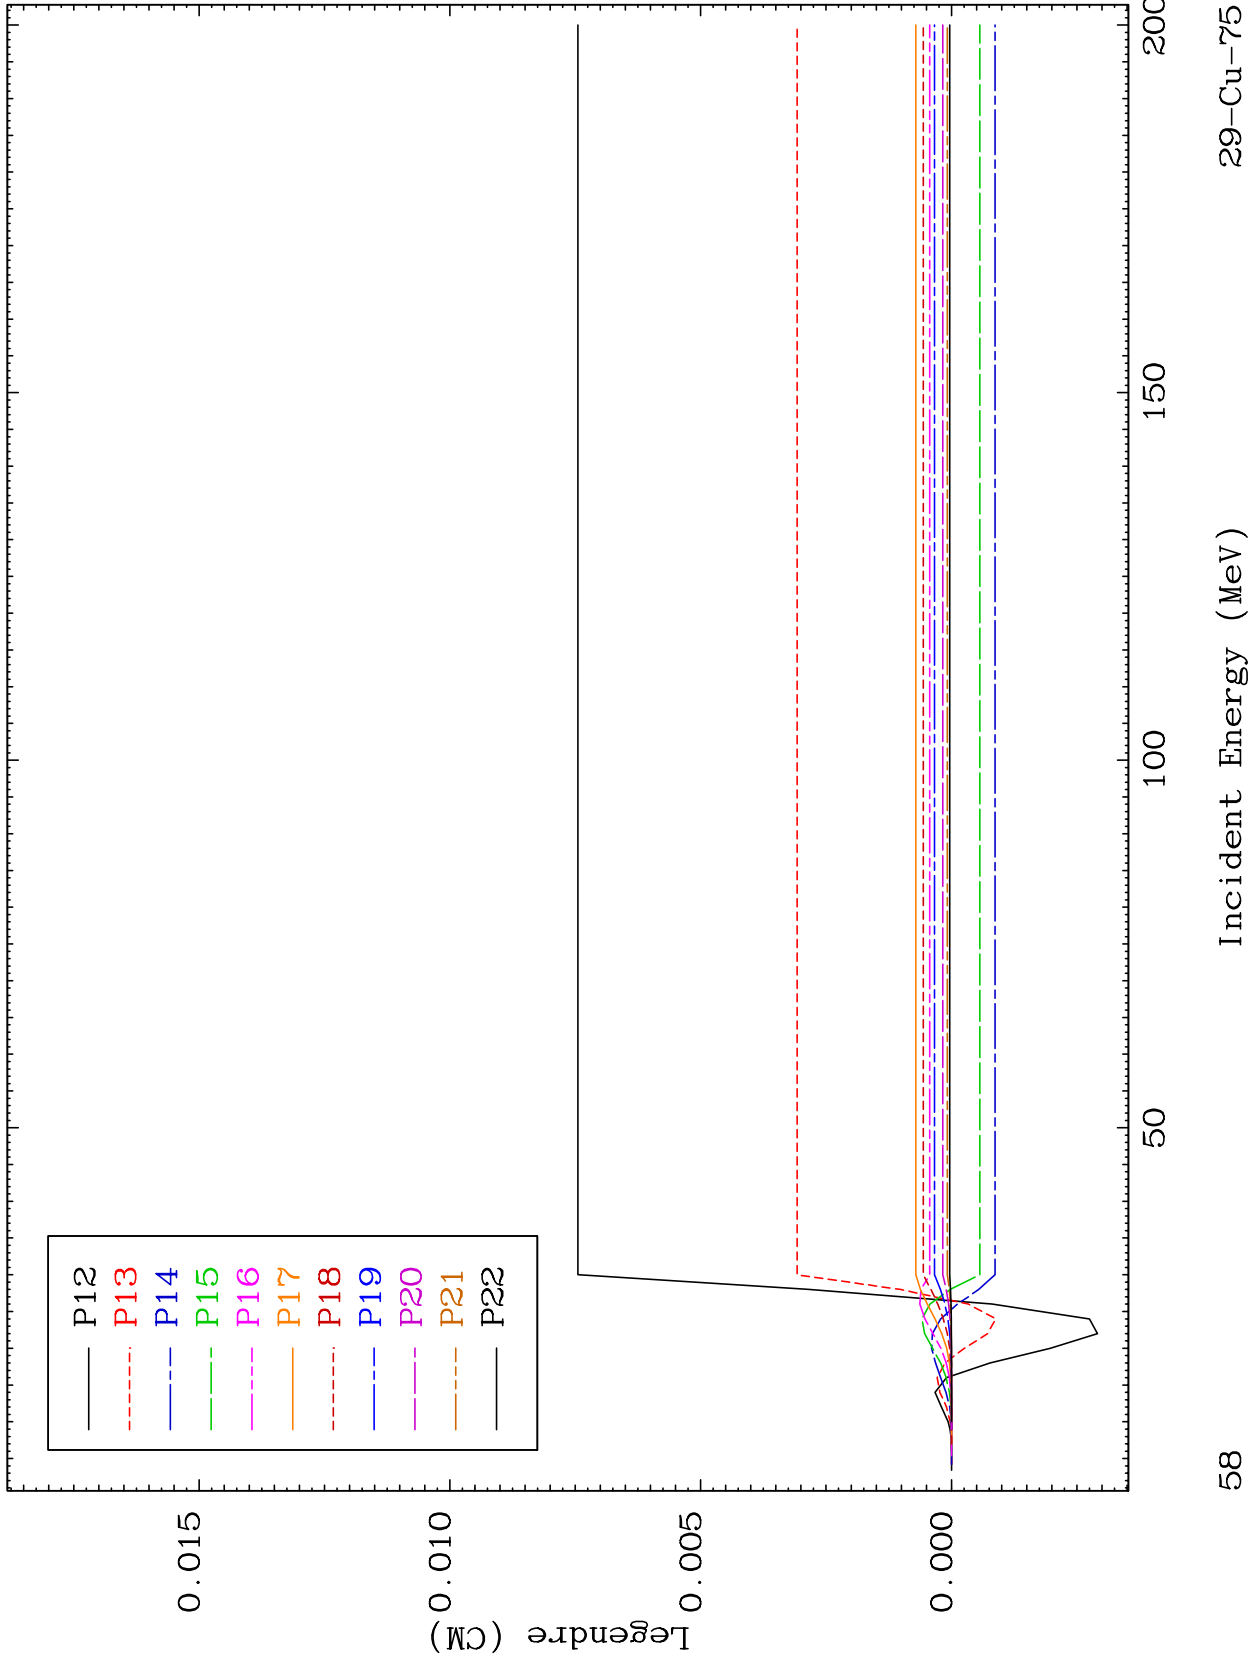 P12
P13
P14
P15
P16
P17
P18
P19
P20
P21
P22
Legendre (CM)
0.015
0.010
0.005
0.000
50
100
150
200
Incident Energy (MeV)
58
29-Cu-75